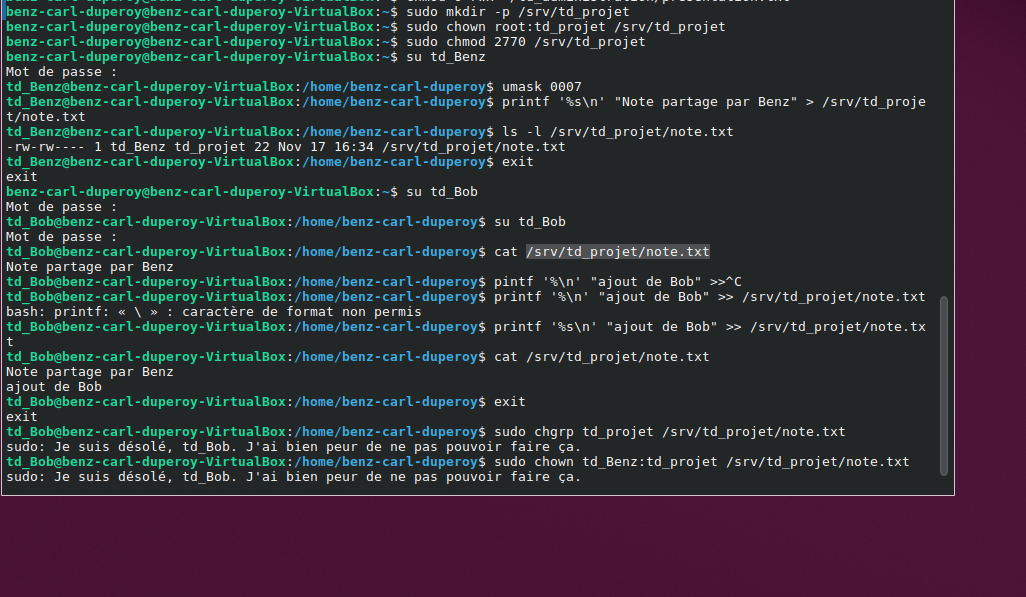 benz-carl-duperoy@benz-carl-duperoy-VirtualBox:~$ sudo mkdir -p /srv/td_projet
benz-carl-duperoy@benz-carl-duperoy-VirtualBox:~$ sudo chown root:td_projet /srv/td_projet
benz-carl-duperoy@benz-carl-duperoy-VirtualBox:~$ sudo chmod 2770 /srv/td_projet
benz-carl-duperoy@benz-carl-duperoy-VirtualBox:~$ su td_Benz
Mot de passe :
td_Benz@benz-carl-duperoy-VirtualBox:/home/benz-carl-duperoy$ umask 0007
td_Benz@benz-carl-duperoy-VirtualBox:/home/benz-carl-duperoy$ printf '%s\n' "Note partage par Benz" > /srv/td_proje
t/note.txt
td_Benz@benz-carl-duperoy-VirtualBox:/home/benz-carl-duperoy$ ls -l /srv/td_projet/note.txt
-rw-rw---- 1 td_Benz td_projet 22 Nov 17 16:34 /srv/td_projet/note.txt
td_Benz@benz-carl-duperoy-VirtualBox:/home/benz-carl-duperoy$ exit
exit
benz-carl-duperoy@benz-carl-duperoy-VirtualBox:~$ su td_Bob
Mot de passe :
td_Bob@benz-carl-duperoy-VirtualBox:/home/benz-carl-duperoy$ su td_Bob
Mot de passe :
td_Bob@benz-carl-duperoy-VirtualBox:/home/benz-carl-duperoy$ cat /srv/td_projet/note.txt
Note partage par Benz
td_Bob@benz-carl-duperoy-VirtualBox:/home/benz-carl-duperoy$ pintf '%\n' "ajout de Bob" >>^C
td_Bob@benz-carl-duperoy-VirtualBox:/home/benz-carl-duperoy$ printf '%\n' "ajout de Bob" >> /srv/td_projet/note.txt
bash: printf: « \ » : caractère de format non permis
td_Bob@benz-carl-duperoy-VirtualBox:/home/benz-carl-duperoy$ printf '%s\n' "ajout de Bob" >> /srv/td_projet/note.tx
t
td_Bob@benz-carl-duperoy-VirtualBox:/home/benz-carl-duperoy$ cat /srv/td_projet/note.txt
Note partage par Benz
ajout de Bob
td_Bob@benz-carl-duperoy-VirtualBox:/home/benz-carl-duperoy$ exit
exit
td_Bob@benz-carl-duperoy-VirtualBox:/home/benz-carl-duperoy$ sudo chgrp td_projet /srv/td_projet/note.txt
sudo: Je suis désolé, td_Bob. J'ai bien peur de ne pas pouvoir faire ça.
td_Bob@benz-carl-duperoy-VirtualBox:/home/benz-carl-duperoy$ sudo chown td_Benz:td_projet /srv/td_projet/note.txt
sudo: Je suis désolé, td_Bob. J'ai bien peur de ne pas pouvoir faire ça.